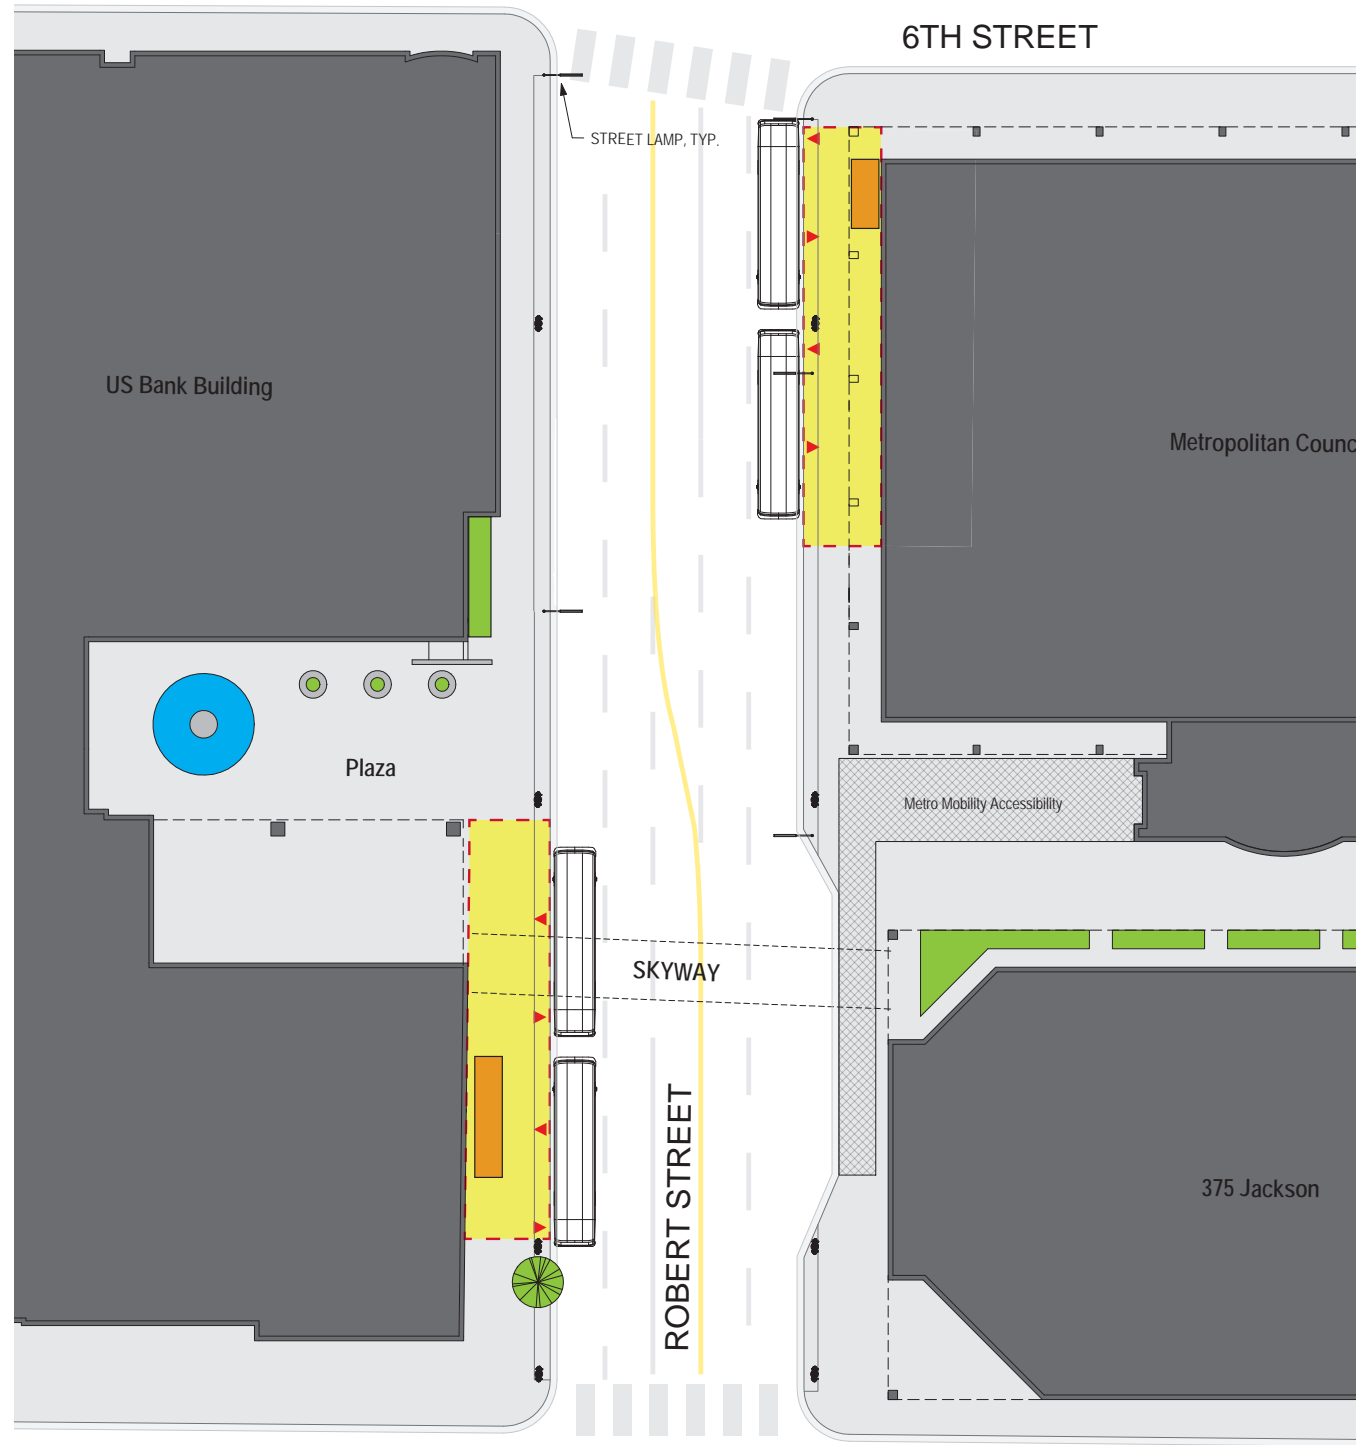 6TH STREET
STREET LAMP, TYP.
US Bank Building
Metropolitan Counc
Plaza
Metro Mobility Accessibility
SKYWAY
ROBERT STREET
375 Jackson